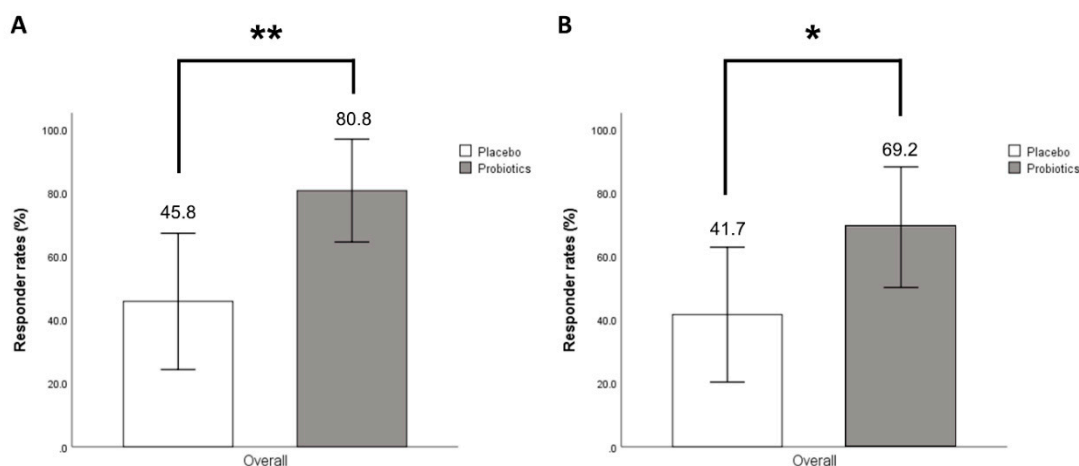 A
**
Responder rates (%)
100.0
80.0
60.0
40.0
20.0
.0
45.8
80.8
Placebo
Probiotics
Overall
B
*
Responder rates (%)
100.0
80.0
60.0
40.0
20.0
.0
41.7
69.2
Placebo
Probiotics
Overall